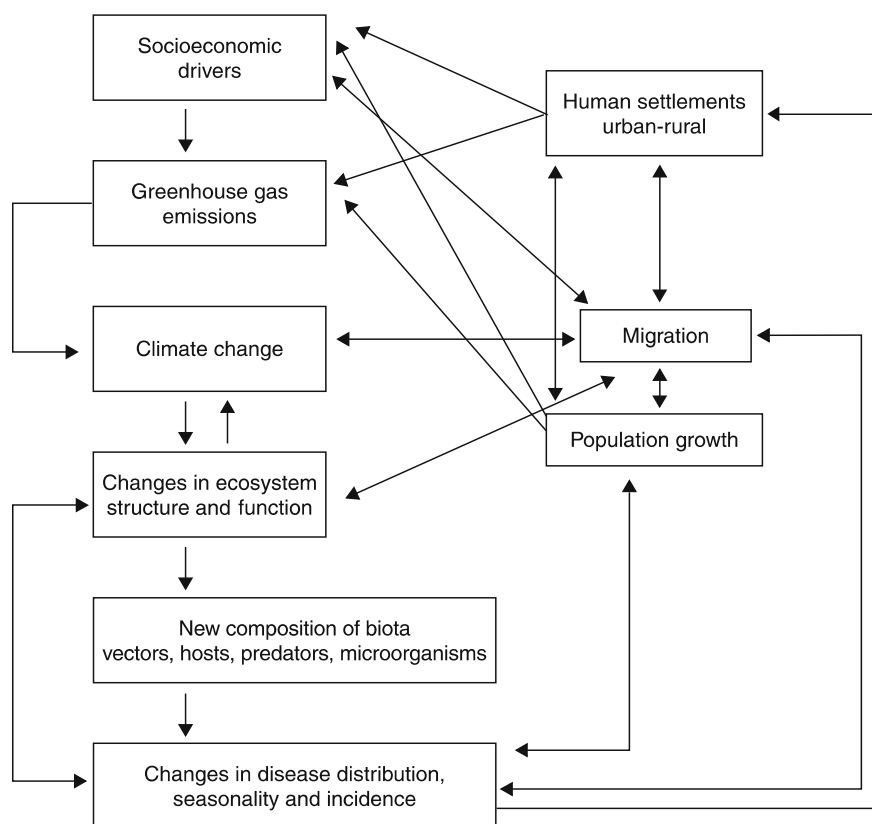 Socioeconomic
drivers
Human settlements
urban-rural
Greenhouse gas
emissions
Climate change
Migration
Population growth
Changes in ecosystem
structure and function
New composition of biota
vectors, hosts, predators, microorganisms
Changes in disease distribution,
seasonality and incidence